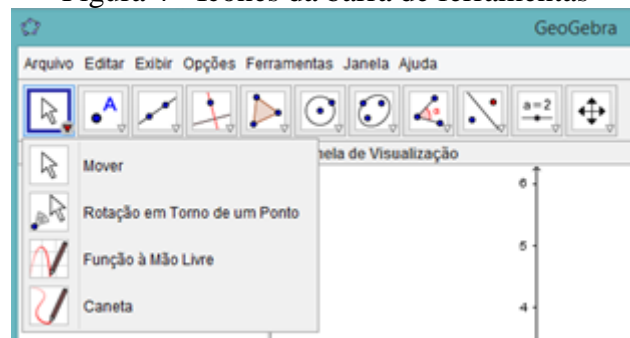 Figura 4 - Ícones da barra de ferramentas
GeoGebra
Arquivo Editar Exibir Opções Ferramentas Janela Ajuda
A
α
a=2
nela de Visualização
Mover
Rotação em Torno de um Ponto
Função à Mão Livre
Caneta
6
5
4